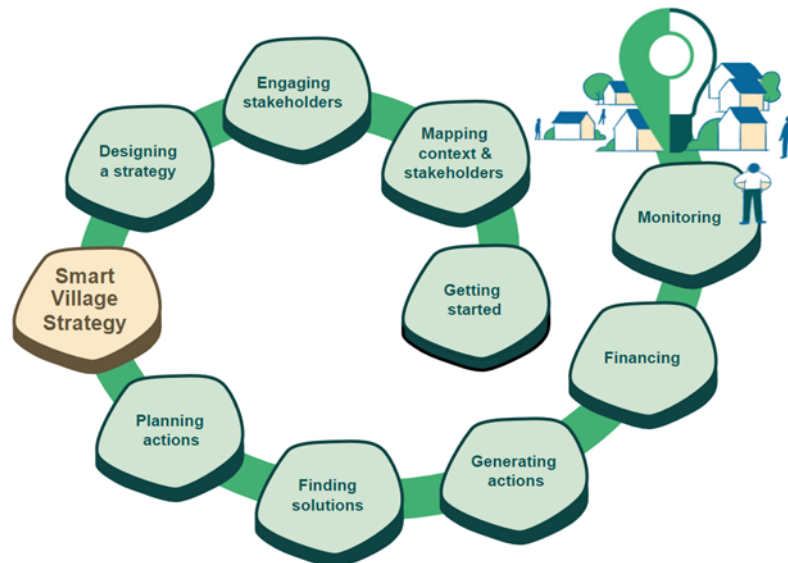 Engaging
stakeholders
Mapping
context &
stakeholders
Designing
a strategy
Monitoring
Smart
Village
Strategy
Getting
started
Financing
Planning
actions
Generating
actions
Finding
solutions